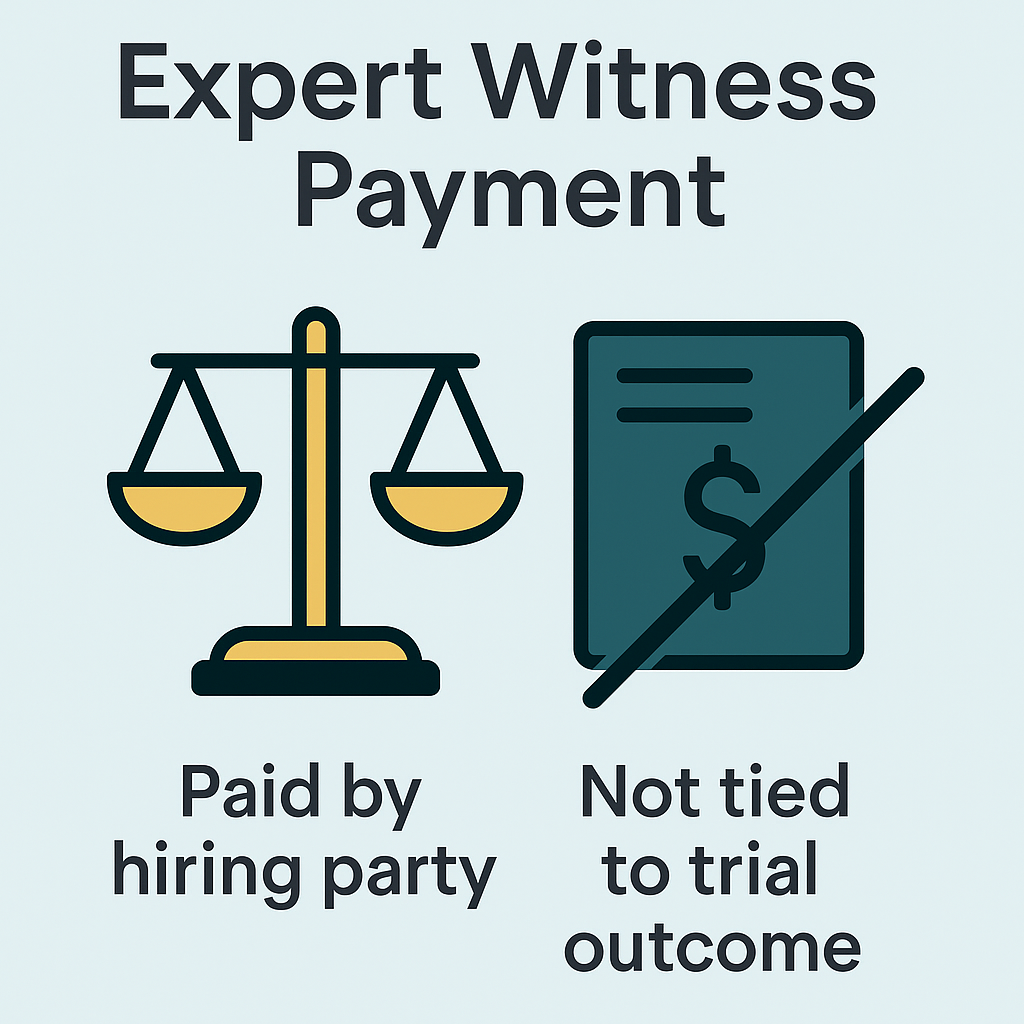 Expert Witness
Payment
$
Paid by
hiring party
Not tied
to trial
outcome